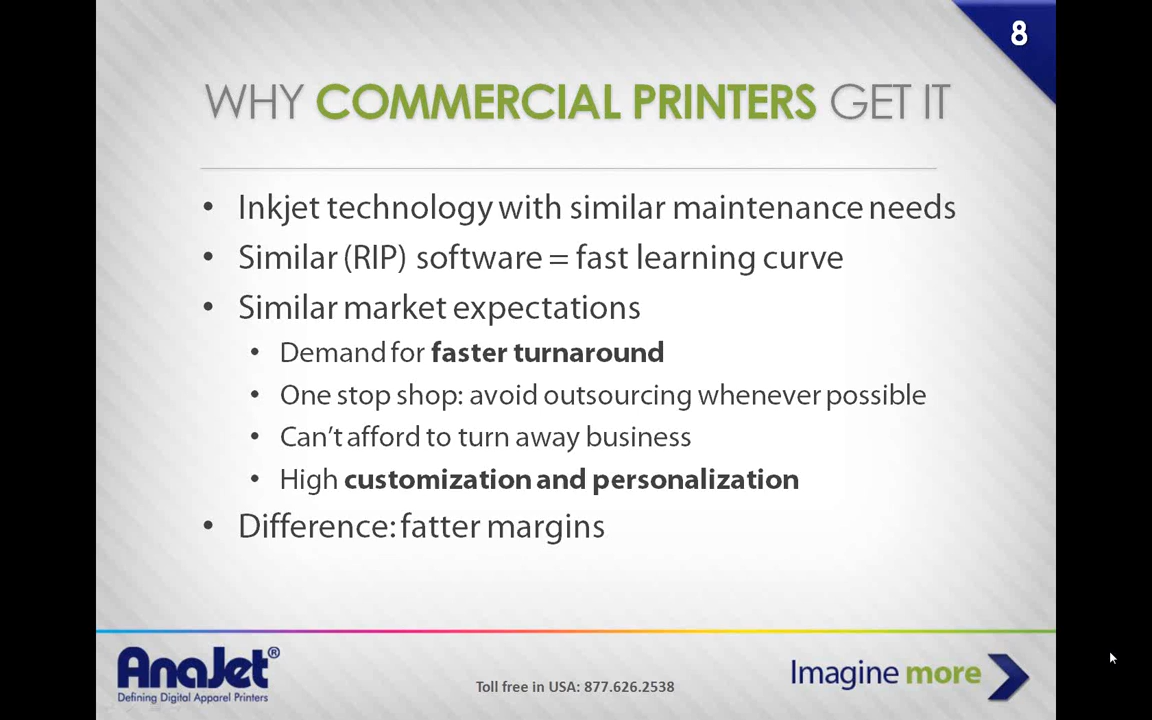 8
WHY COMMERCIAL PRINTERS GET IT
• Inkjet technology with similar maintenance needs
• Similar (RIP) software = fast learning curve
• Similar market expectations
• Demand for faster turnaround
• One stop shop: avoid outsourcing whenever possible
• Can't afford to turn away business
• High customization and personalization
• Difference: fatter margins
AnaJet®
Defining Digital Apparel Printers
Toll free in USA: 877.626.2538
Imagine more